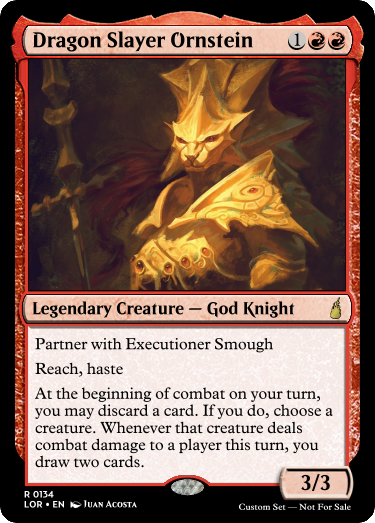 Dragon Slayer Ornstein 1
Legendary Creature — God Knight
Partner with Executioner Smough
Reach, haste
At the beginning of combat on your turn,
you may discard a card. If you do, choose a
creature. Whenever that creature deals
combat damage to a player this turn, you
draw two cards.
3/3
R 0134
LOR • EN Juan Acosta
Custom Set — Not For Sale